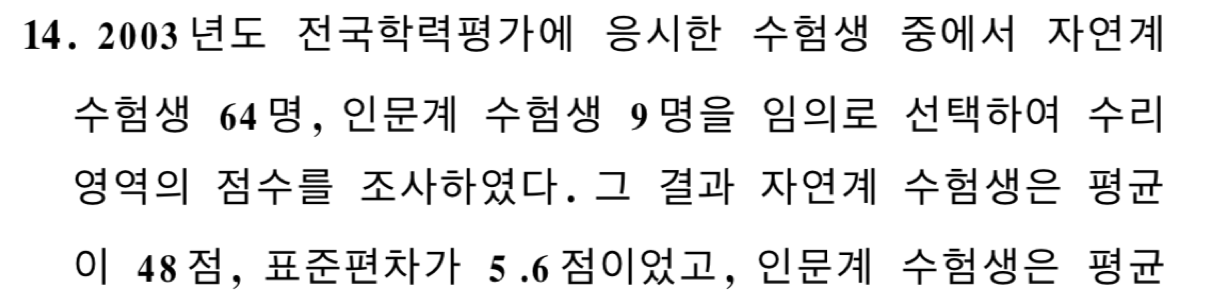 14. 2003년도 전국학력평가에 응시한 수험생 중에서 자연계
수험생 64명, 인문계 수험생 9명을 임의로 선택하여 수리
영역의 점수를 조사하였다. 그 결과 자연계 수험생은 평균
이 48점, 표준편차가 5 .6점이었고, 인문계 수험생은 평균